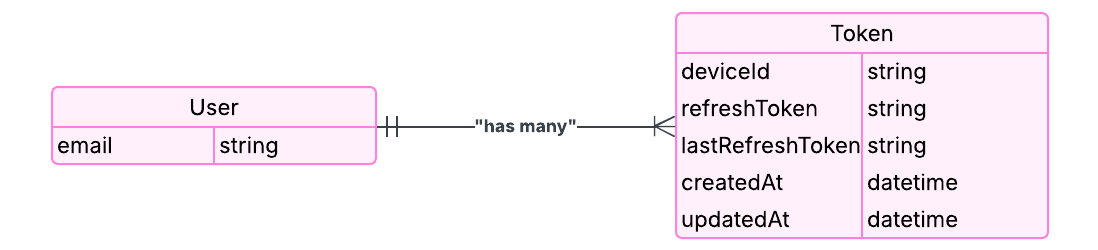 User
email string
"has many"
Token
deviceId string
refreshToken string
lastRefreshToken string
createdAt datetime
updatedAt datetime